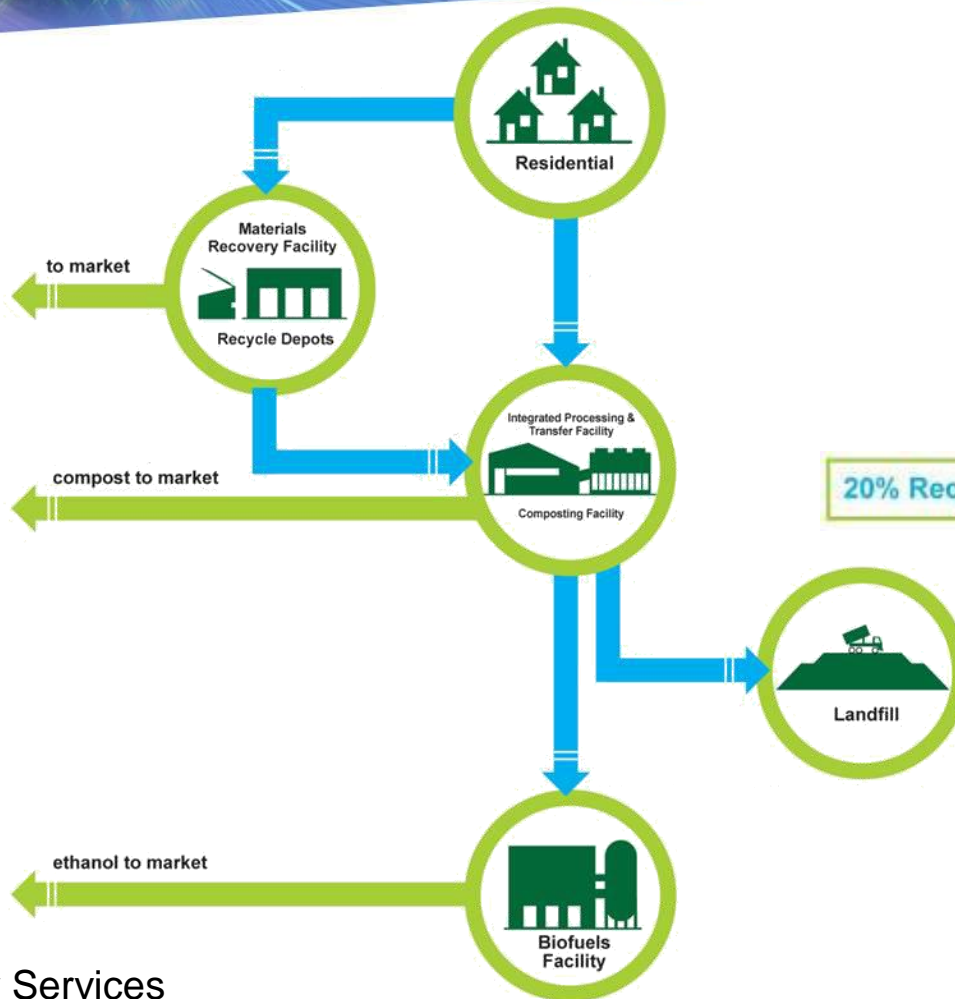 Residential
Materials
Recovery Facility
to market
Recycle Depots
Integrated Processing &
Transfer Facility
compost to market
Composting Facility
20% Rec
Landfill
ethanol to market
Biofuels
Facility
Services